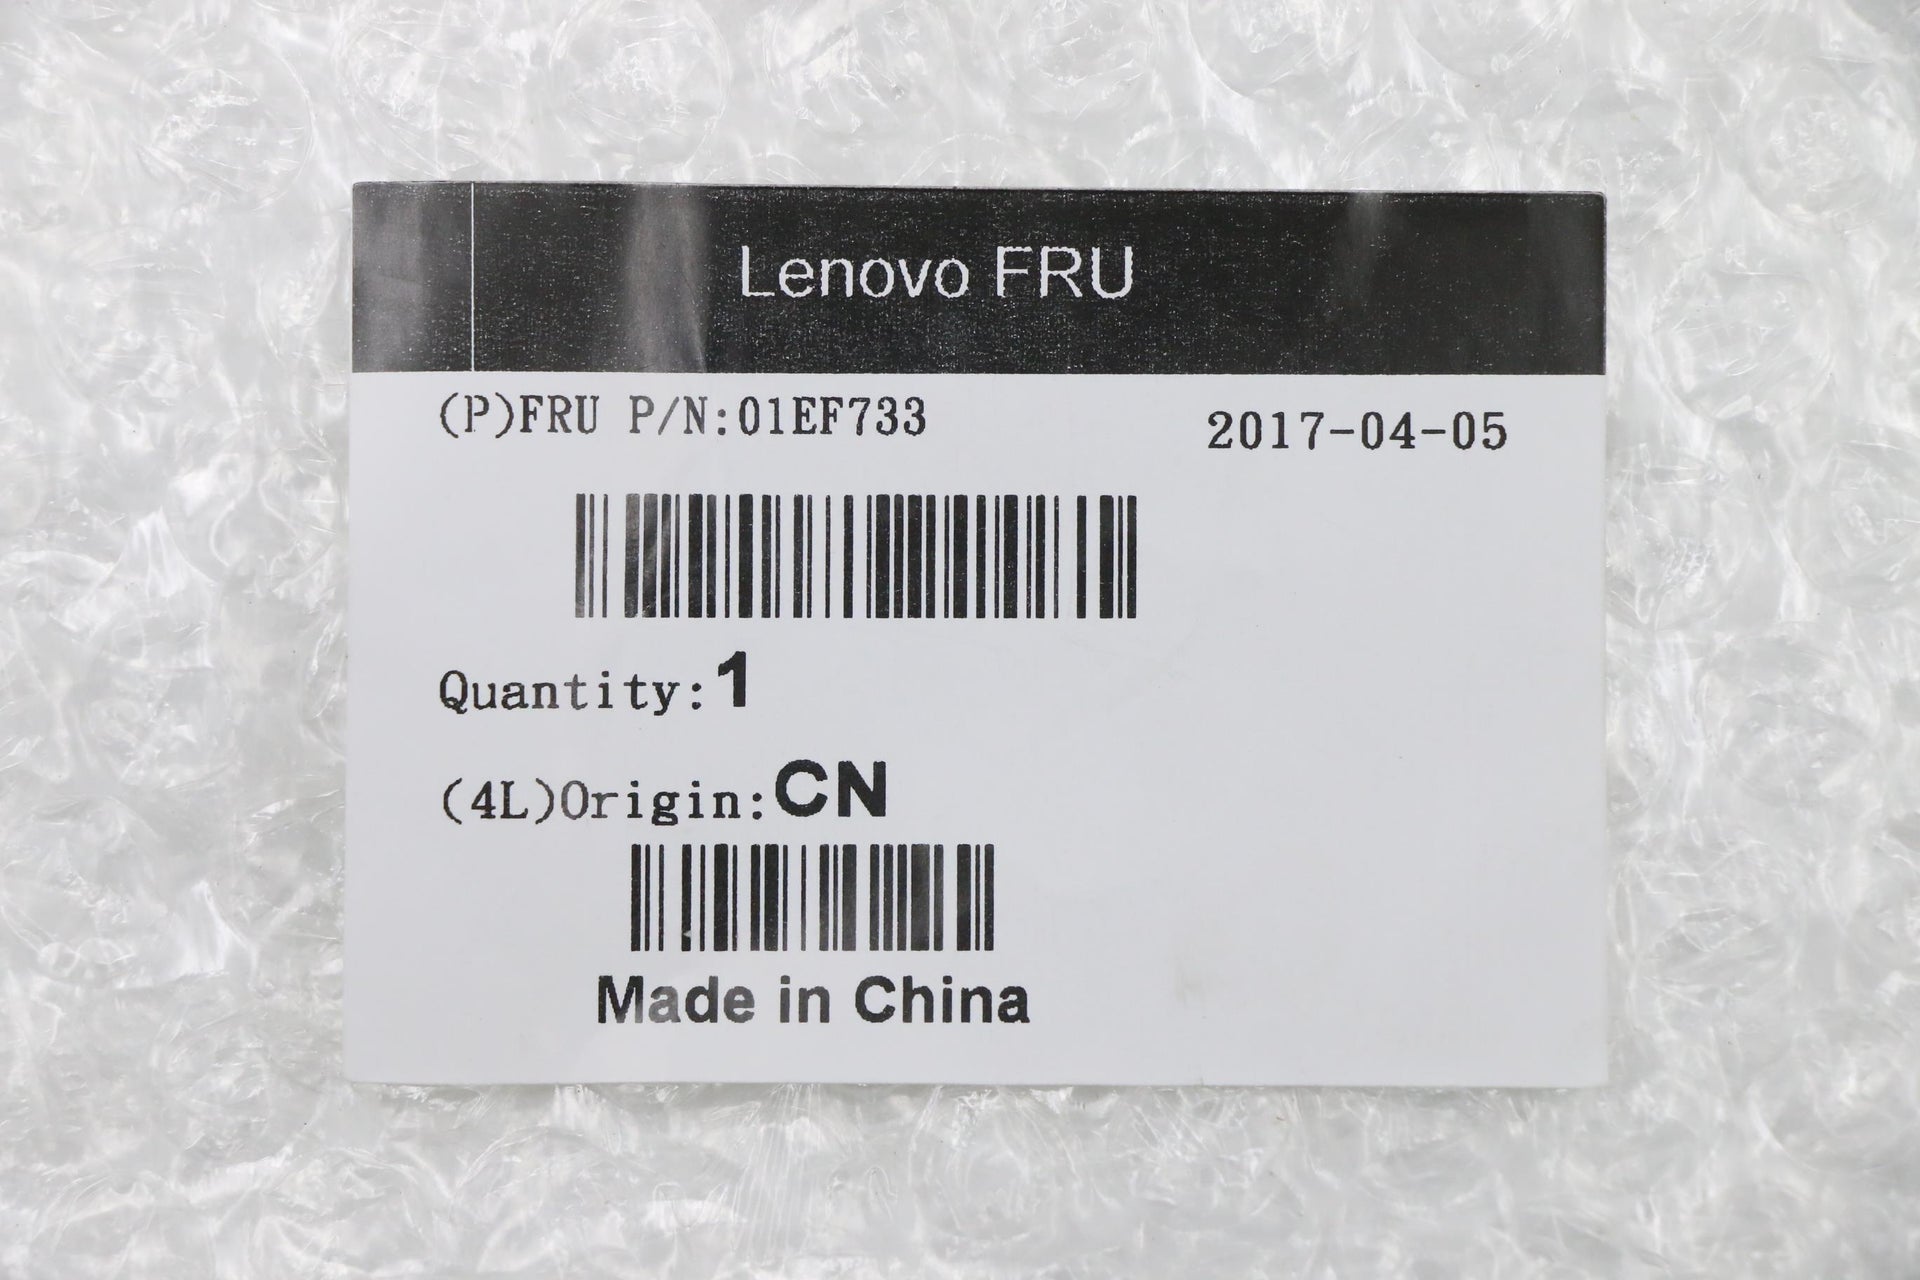 Lenovo FRU
(P)FRU P/N:01EF733
2017-04-05
Quantity:1
(4L)Origin:CN
Made in China